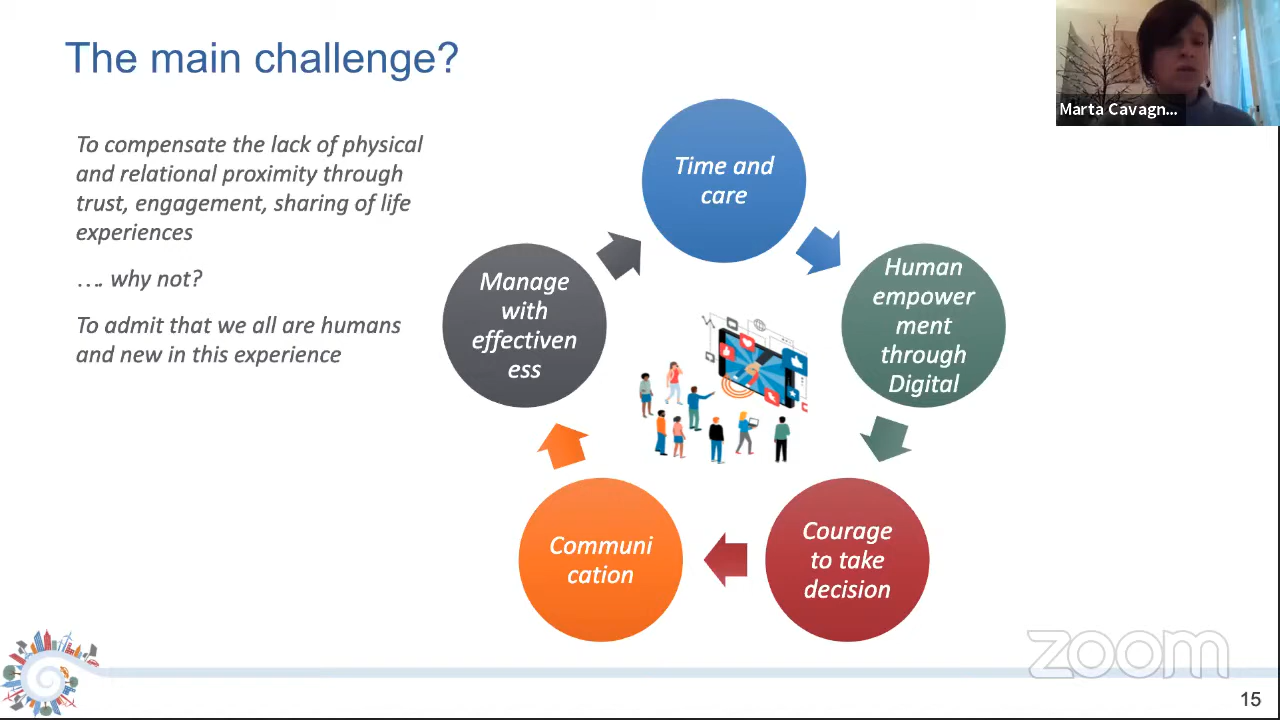 The main challenge?
To compensate the lack of physical
and relational proximity through
trust, engagement, sharing of life
experiences
.... why not?
To admit that we all are humans
and new in this experience
Time and
care
Human
empower
ment
through
Digital
Courage
to take
decision
Communi
cation
Manage
with
effectiven
ess
Marta Cavagn...
zoom
15